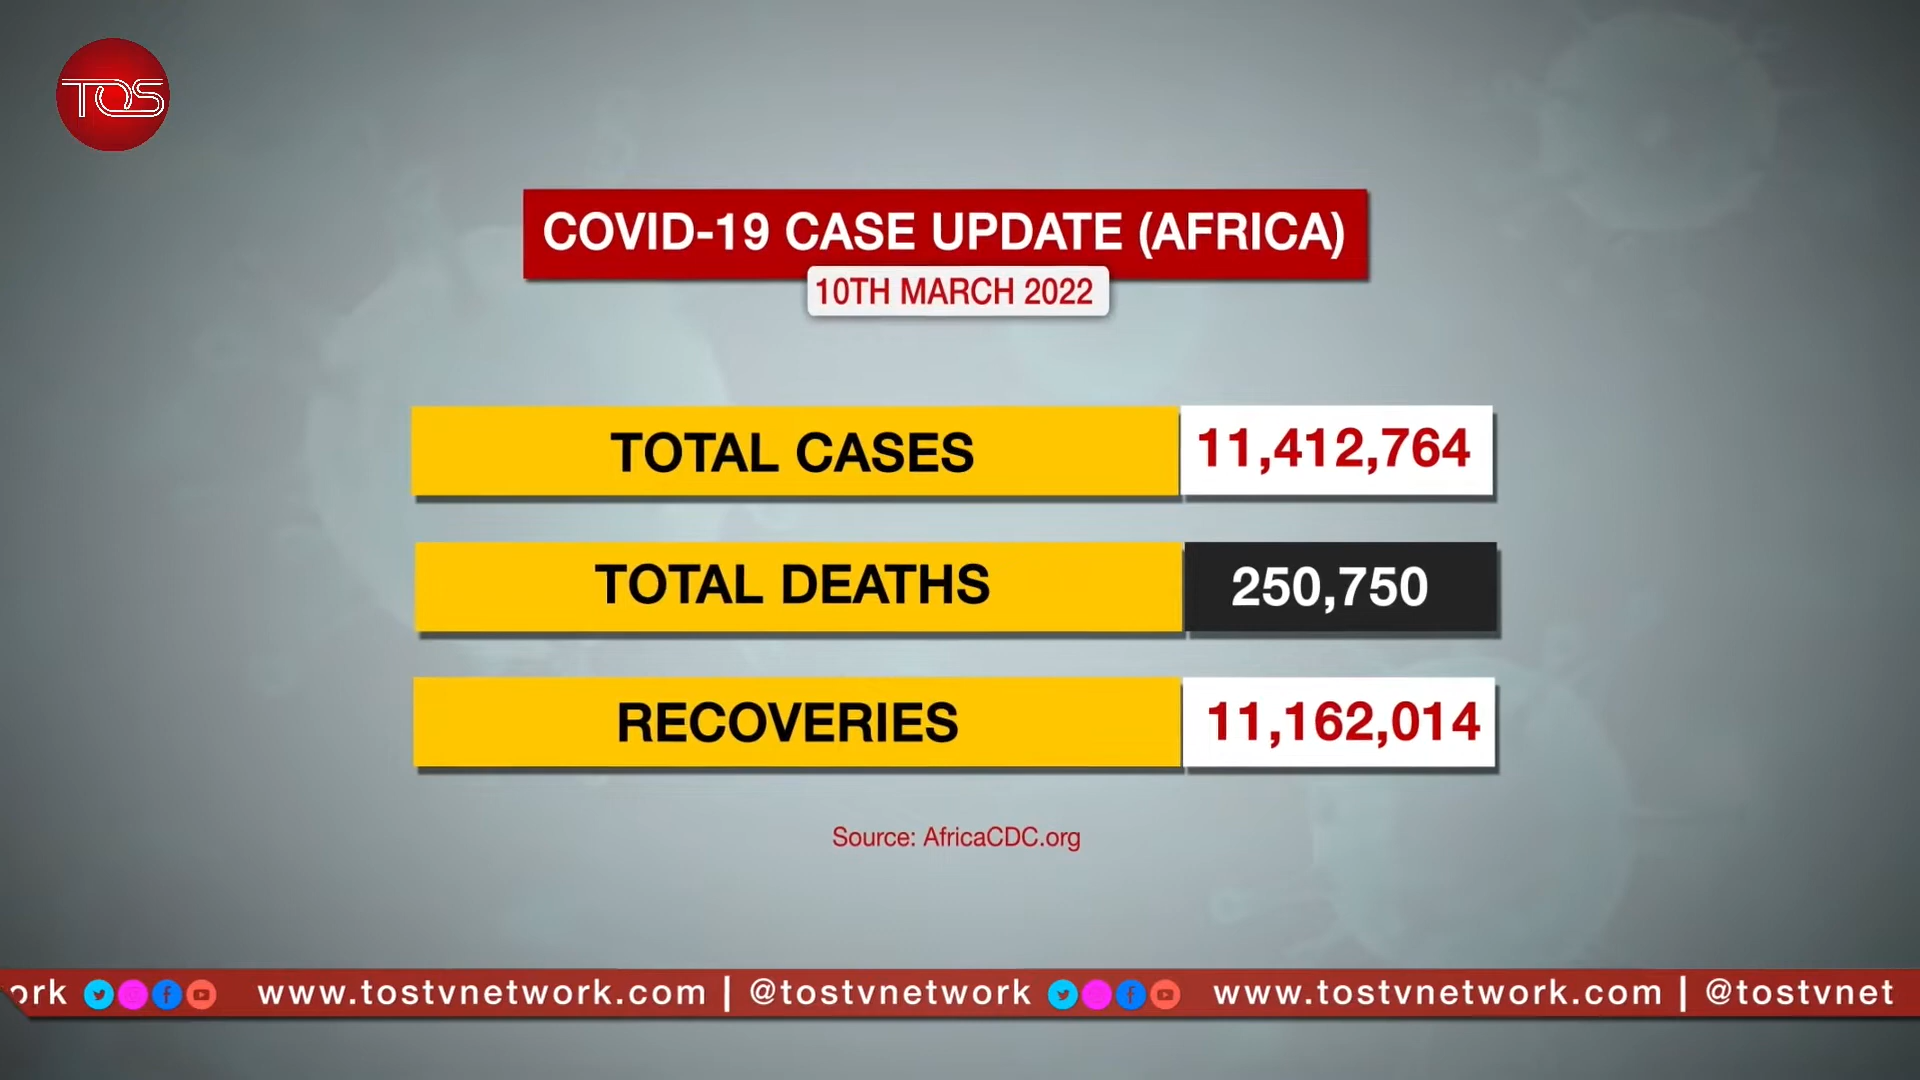 TOS
COVID-19 CASE UPDATE (AFRICA)
10TH MARCH 2022
TOTAL CASES 11,412,764
TOTAL DEATHS 250,750
RECOVERIES 11,162,014
Source: AfricaCDC.org
ork www.tostvnetwork.com | @tostvnetwork www.tostvnetwork.com | @tostvnet